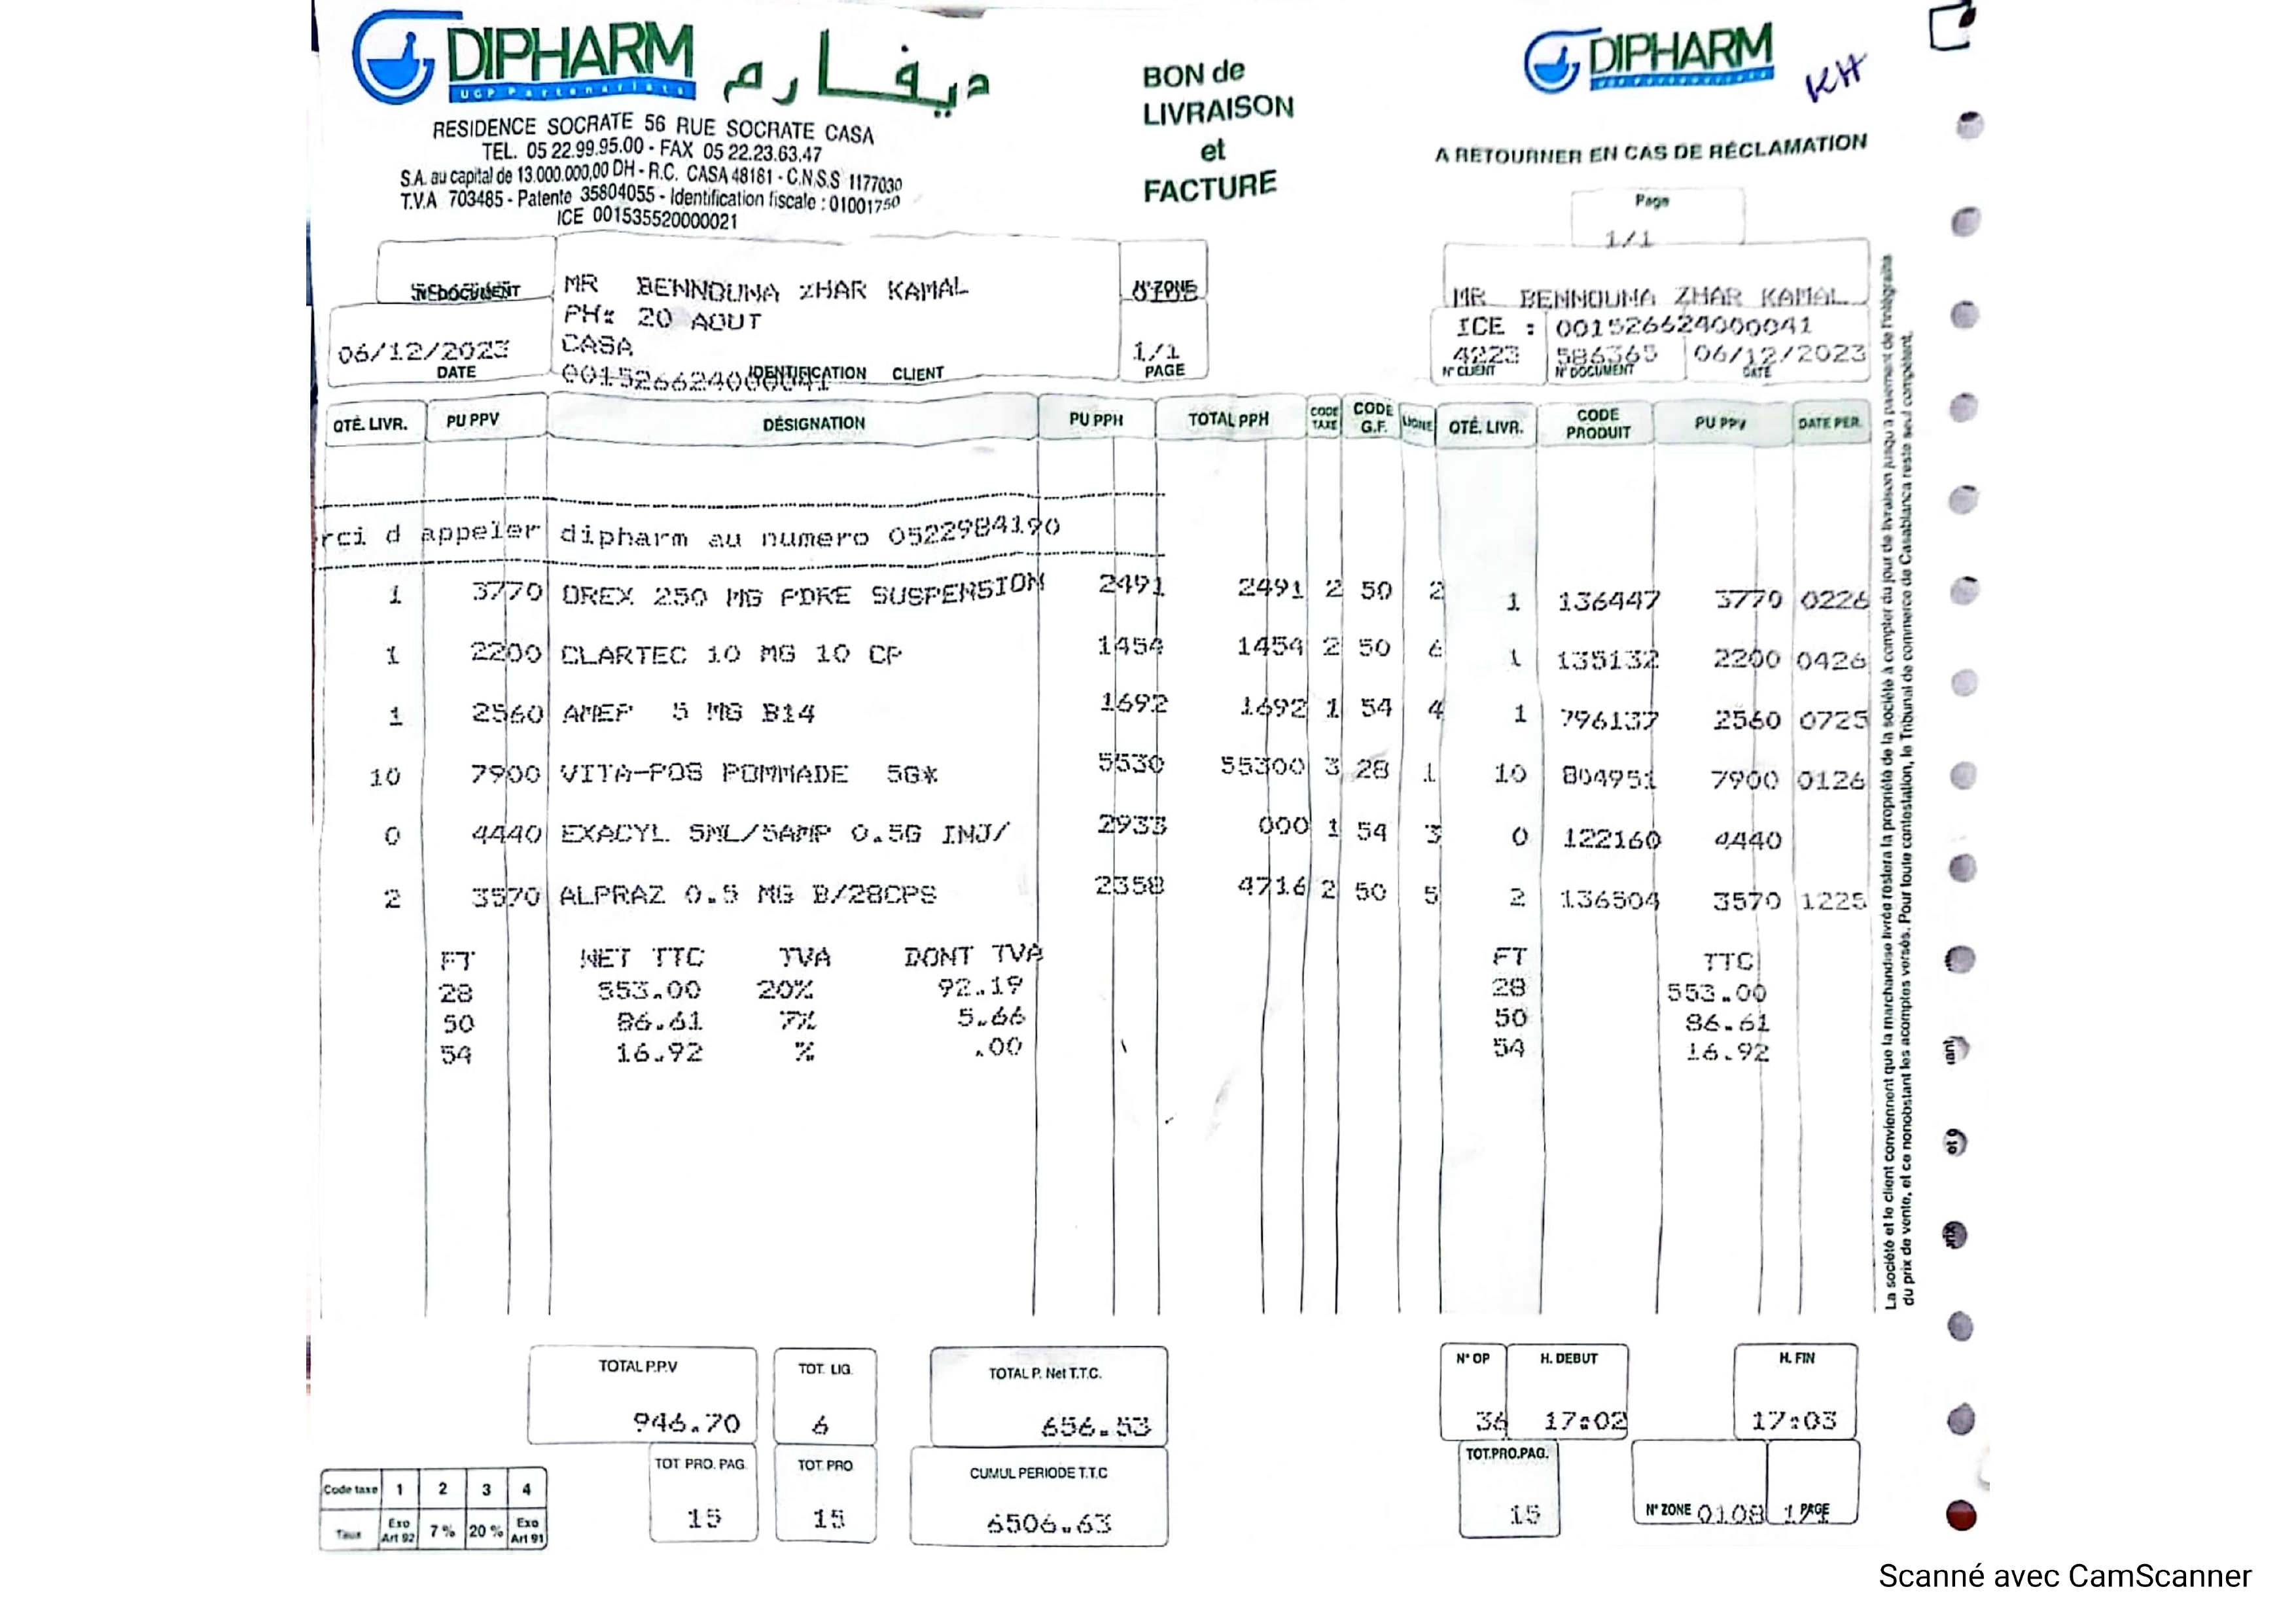 DIPHARM
UGP Partenariats
ديفارم
RESIDENCE SOCRATE 56 RUE SOCRATE CASA
TEL. 05 22.99.95.00 - FAX 05 22.23.63.47
S.A. au capital de 13.000.000,00 DH - R.C. CASA 48181 - C.N.S.S 1177030
T.V.A 703485 - Patente 35804055 - Identification fiscale : 01001750
ICE 001535520000021
BON de
LIVRAISON
et
FACTURE
DIPHARM
KH
A RETOURNER EN CAS DE RÉCLAMATION
Page
1/1
MR BENNOUNA ZHAR KAMAL
PH: 20 AOUT
CASA
001526624000041
IDENTIFICATION CLIENT
06/12/2023
DATE
N° ZONE
1/1
PAGE
MR BENNOUNA ZHAR KAMAL
ICE : 001526624000041
4223 586365 06/12/2023
N° CLIENT N° DOCUMENT DATE
QTÉ. LIVR. PU PPV DÉSIGNATION PU PPH TOTAL PPH CODE TAXE CODE G.F. LIGNE QTÉ. LIVR. CODE PRODUIT PU PPV DATE PER.
rci d appeler dipharm au numero 0522984190
1 3770 OREX 250 MG PDRE SUSPENSION 2491 2491 2 50 2 1 136447 3770 0226
1 2200 CLARTEC 10 MG 10 CP 1454 1454 2 50 6 1 135132 2200 0426
1 2560 AMEP 5 MG B14 1692 1692 1 54 4 1 796137 2560 0725
10 7900 VITA-POS POMMADE 5G* 5530 55300 3 28 1 10 804951 7900 0126
0 4440 EXACYL 5ML/5AMP 0.5G INJ/ 2933 000 1 54 3 0 122160 4440
2 3570 ALPRAZ 0.5 MG B/28CPS 2358 4716 2 50 5 2 136504 3570 1225
FT NET TTC TVA DONT TVA FT TTC
28 553.00 20% 92.19 28 553.00
50 86.61 7% 5.66 50 86.61
54 16.92 % .00 54 16.92
La société et le client conviennent que la marchandise livrée restera la propriété de la société à compter du jour de livraison jusqu'à paiement de l'intégralité
du prix de vente, et ce nonobstant les acomptes versés. Pour toute contestation, le Tribunal de commerce de Casablanca reste seul compétent.
TOTAL P.P.V
946.70
TOT. LIG.
6
TOTAL P. Net T.T.C.
656.53
N° OP
36
H. DEBUT
17:02
H. FIN
17:03
TOT. PRO. PAG.
15
TOT. PRO
15
CUMUL PERIODE T.T.C
6506.63
TOT.PRO.PAG.
15
N° ZONE 0108
PAGE
Code taxe 1 2 3 4
Taux Exo Art 92 7 % 20 % Exo Art 91
Scanné avec CamScanner